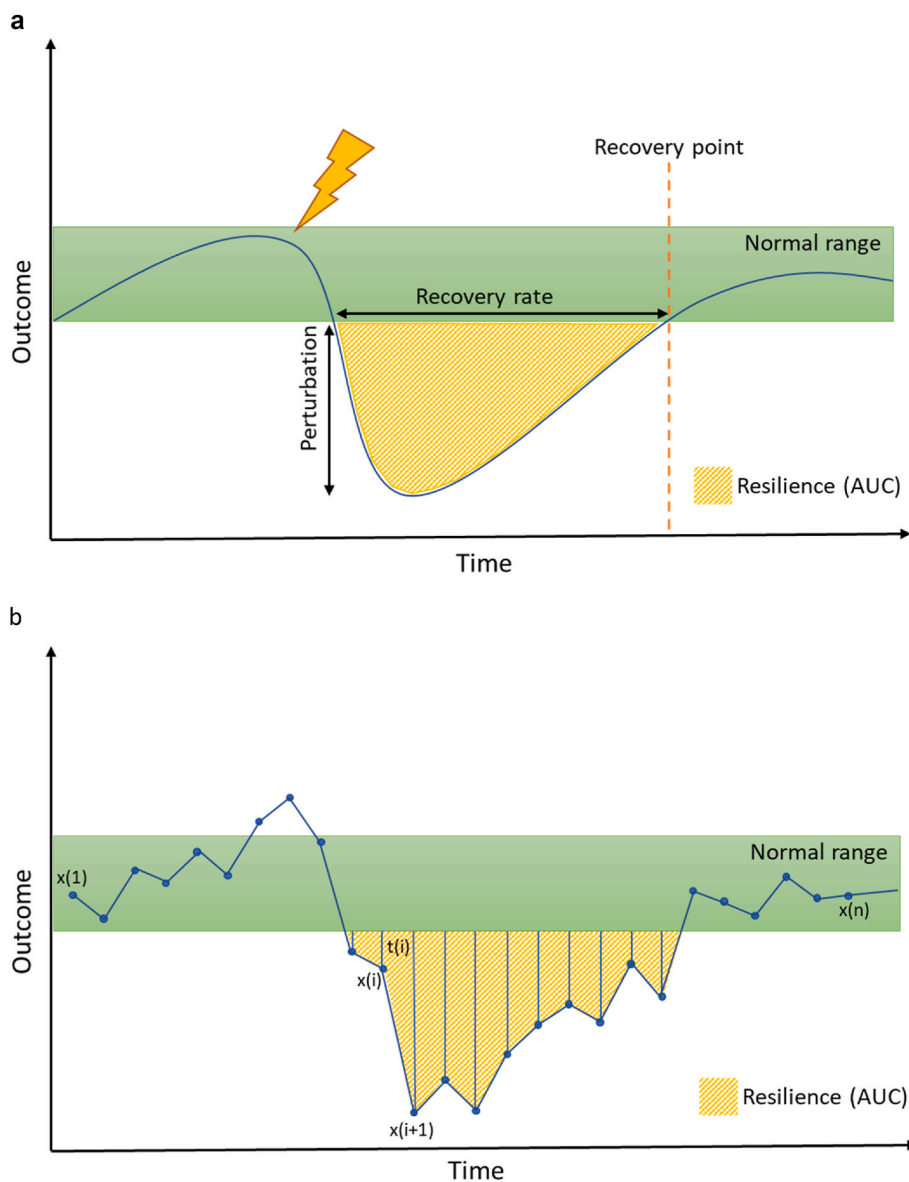 a
Recovery point
Normal range
Recovery rate
Outcome
Perturbation
Resilience (AUC)
Time
b
Normal range
x(1)
x(n)
t(i)
x(i)
Outcome
Resilience (AUC)
x(i+1)
Time